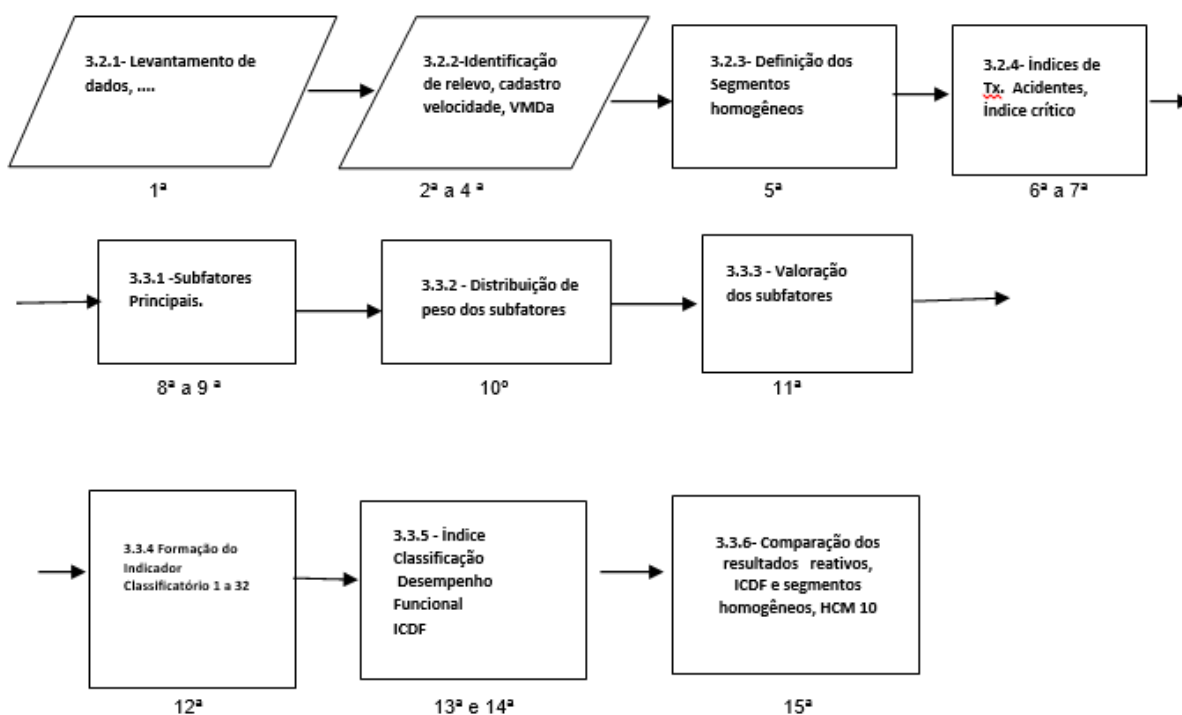 3.2.1- Levantamento de
dados, ....
1ª
3.2.2-Identificação
de relevo, cadastro
velocidade, VMDa
2ª a 4 ª
3.2.3- Definição dos
Segmentos
homogêneos
5ª
3.2.4- Índices de
Tx. Acidentes,
Índice crítico
6ª a 7ª
3.3.1 -Subfatores
Principais.
8ª a 9 ª
3.3.2 - Distribuição de
peso dos subfatores
10º
3.3.3 - Valoração
dos subfatores
11ª
3.3.4 Formação do
Indicador
Classificatório 1 a 32
12ª
3.3.5 - Índice
Classificação
Desempenho
Funcional
ICDF
13ª e 14ª
3.3.6- Comparação dos
resultados reativos,
ICDF e segmentos
homogêneos, HCM 10
15ª